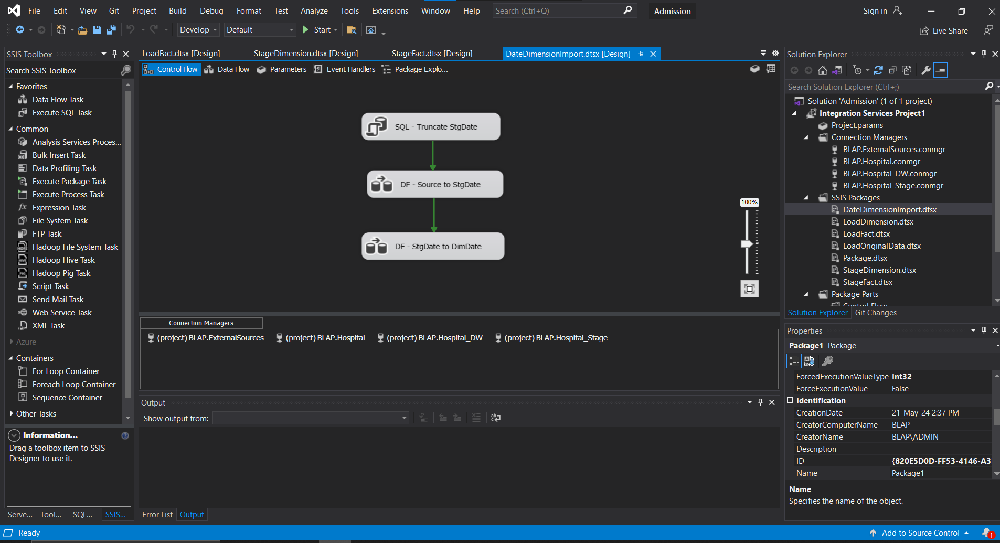 File Edit View Git Project Build Debug Format Test Analyze Tools Extensions Window Help Search (Ctrl+Q) Admission Sign in
Develop Default Start Live Share
SSIS Toolbox
Search SSIS Toolbox
Favorites
Data Flow Task
Execute SQL Task
Common
Analysis Services Proces...
Bulk Insert Task
Data Profiling Task
Execute Package Task
Execute Process Task
Expression Task
File System Task
FTP Task
Hadoop File System Task
Hadoop Hive Task
Hadoop Pig Task
Script Task
Send Mail Task
Web Service Task
XML Task
Azure
Containers
For Loop Container
Foreach Loop Container
Sequence Container
Other Tasks
Information...
Drag a toolbox item to SSIS
Designer to use it.
Serve... Tool... SQL... SSIS...
LoadFact.dtsx [Design] StageDimension.dtsx [Design] StageFact.dtsx [Design] DateDimensionImport.dtsx [Design]
Control Flow Data Flow Parameters Event Handlers Package Explo...
SQL - Truncate StgDate
DF - Source to StgDate
DF - StgDate to DimDate
100%
Connection Managers
(project) BLAP.ExternalSources (project) BLAP.Hospital (project) BLAP.Hospital_DW (project) BLAP.Hospital_Stage
Output
Show output from:
Error List Output
Solution Explorer
Search Solution Explorer (Ctrl+;)
Solution 'Admission' (1 of 1 project)
Integration Services Project1
Project.params
Connection Managers
BLAP.ExternalSources.conmgr
BLAP.Hospital.conmgr
BLAP.Hospital_DW.conmgr
BLAP.Hospital_Stage.conmgr
SSIS Packages
DateDimensionImport.dtsx
LoadDimension.dtsx
LoadFact.dtsx
LoadOriginalData.dtsx
Package.dtsx
StageDimension.dtsx
StageFact.dtsx
Package Parts
Control Flow
Solution Explorer Git Changes
Properties
Package1 Package
ForcedExecutionValueType Int32
ForceExecutionValue False
Identification
CreationDate 21-May-24 2:37 PM
CreatorComputerName BLAP
CreatorName BLAP\ADMIN
Description
ID {820E5D0D-FF53-4146-A3
Name Package1
Name
Specifies the name of the object.
Ready Add to Source Control 1